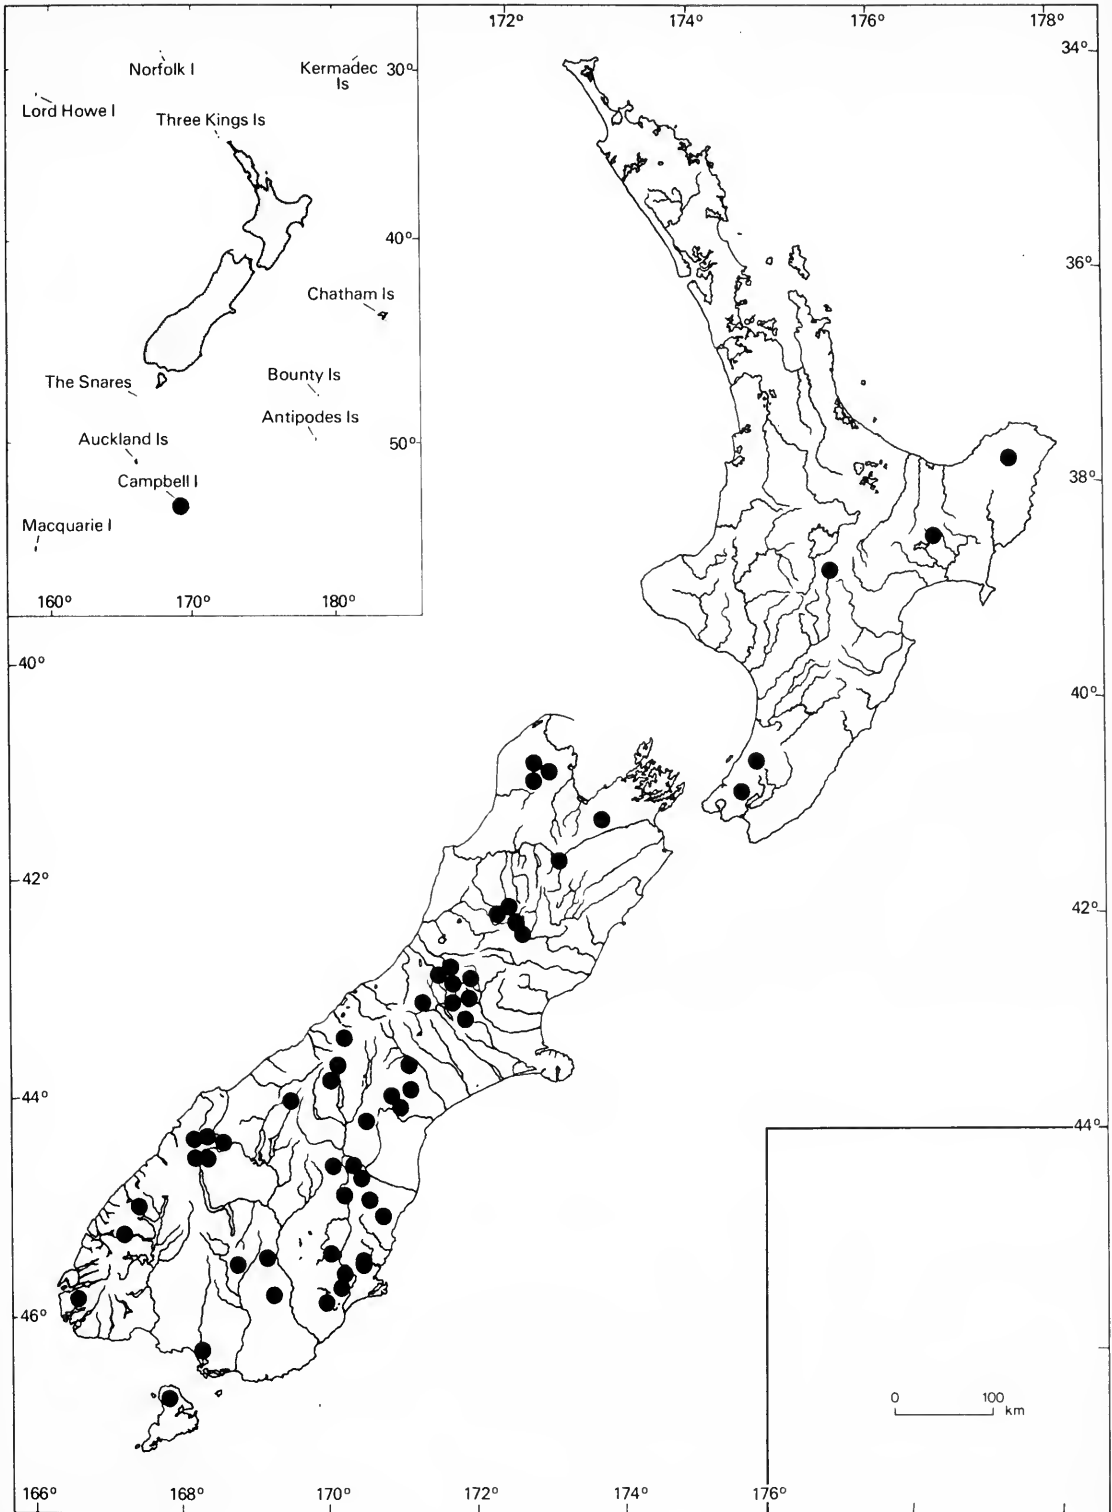 172° 174° 176° 178°
34°
Norfolk I
Kermadec
Is
30°
Lord Howe I
Three Kings Is
36°
40°
Chatham Is
The Snares
Bounty Is
Antipodes Is
Auckland Is
50°
Campbell I
38°
Macquarie I
160° 170° 180°
40°
40°
42°
42°
44°
44°
46°
0 100
km
166° 168° 170° 172° 174° 176°